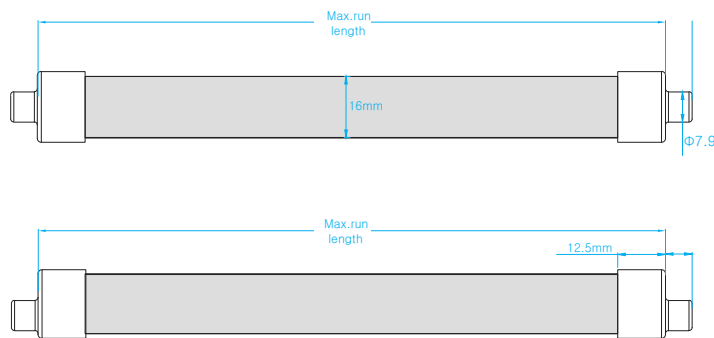 Max.run
length
16mm
Φ7.9
Max.run
length
12.5mm